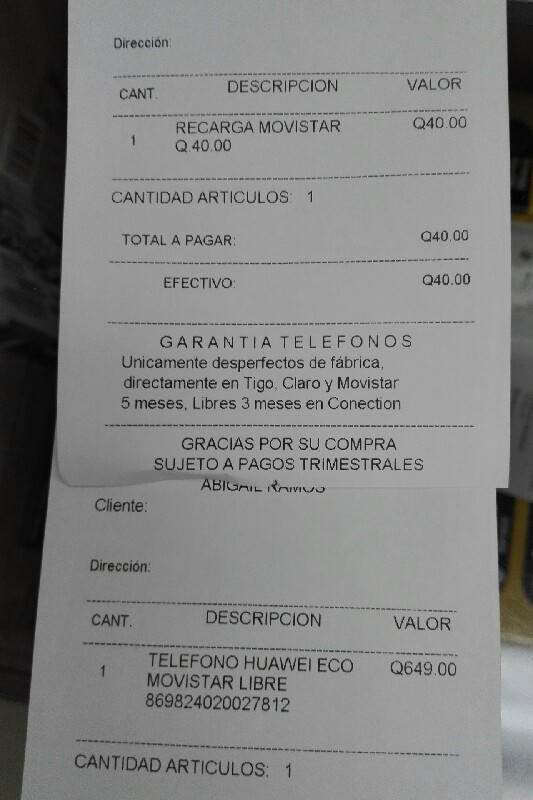 Dirección:
CANT. DESCRIPCION VALOR
1 RECARGA MOVISTAR Q40.00
Q.40.00
CANTIDAD ARTICULOS: 1
TOTAL A PAGAR: Q40.00
EFECTIVO: Q40.00
GARANTIA TELEFONOS
Unicamente desperfectos de fábrica,
directamente en Tigo, Claro y Movistar
5 meses, Libres 3 meses en Conection
GRACIAS POR SU COMPRA
SUJETO A PAGOS TRIMESTRALES
ABIGAIL RAMOS
Cliente:
Dirección:
CANT. DESCRIPCION VALOR
1 TELEFONO HUAWEI ECO Q649.00
MOVISTAR LIBRE
869824020027812
CANTIDAD ARTICULOS: 1